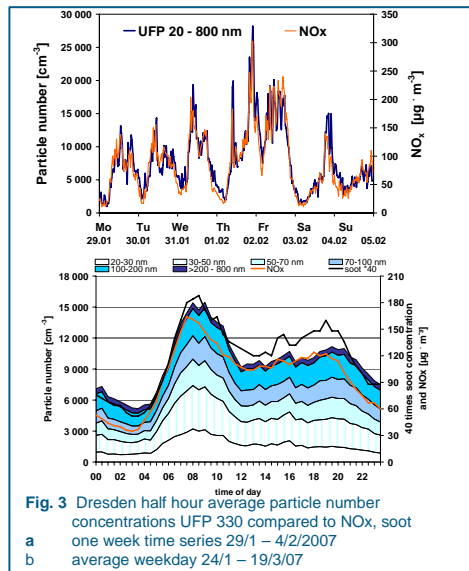 30 000
25 000
20 000
15 000
10 000
5 000
0
Particle number [cm⁻³]
UFP 20 - 800 nm
NOx
350
300
250
200
150
100
50
0
NOx [µg · m⁻³]
Mo Tu We Th Fr Sa Su
29.01 30.01 31.01 01.02 02.02 03.02 04.02 05.02
20-30 nm 30-50 nm 50-70 nm 70-100 nm
100-200 nm >200 - 800 nm NOx soot *40
18 000
15 000
12 000
9 000
6 000
3 000
0
Particle number [cm⁻³]
210
180
150
120
90
60
30
0
40 times soot concentration
and NOx [µg · m⁻³]
00 02 04 06 08 10 12 14 16 18 20 22
time of day
Fig. 3 Dresden half hour average particle number
concentrations UFP 330 compared to NOx, soot
a one week time series 29/1 – 4/2/2007
b average weekday 24/1 – 19/3/07